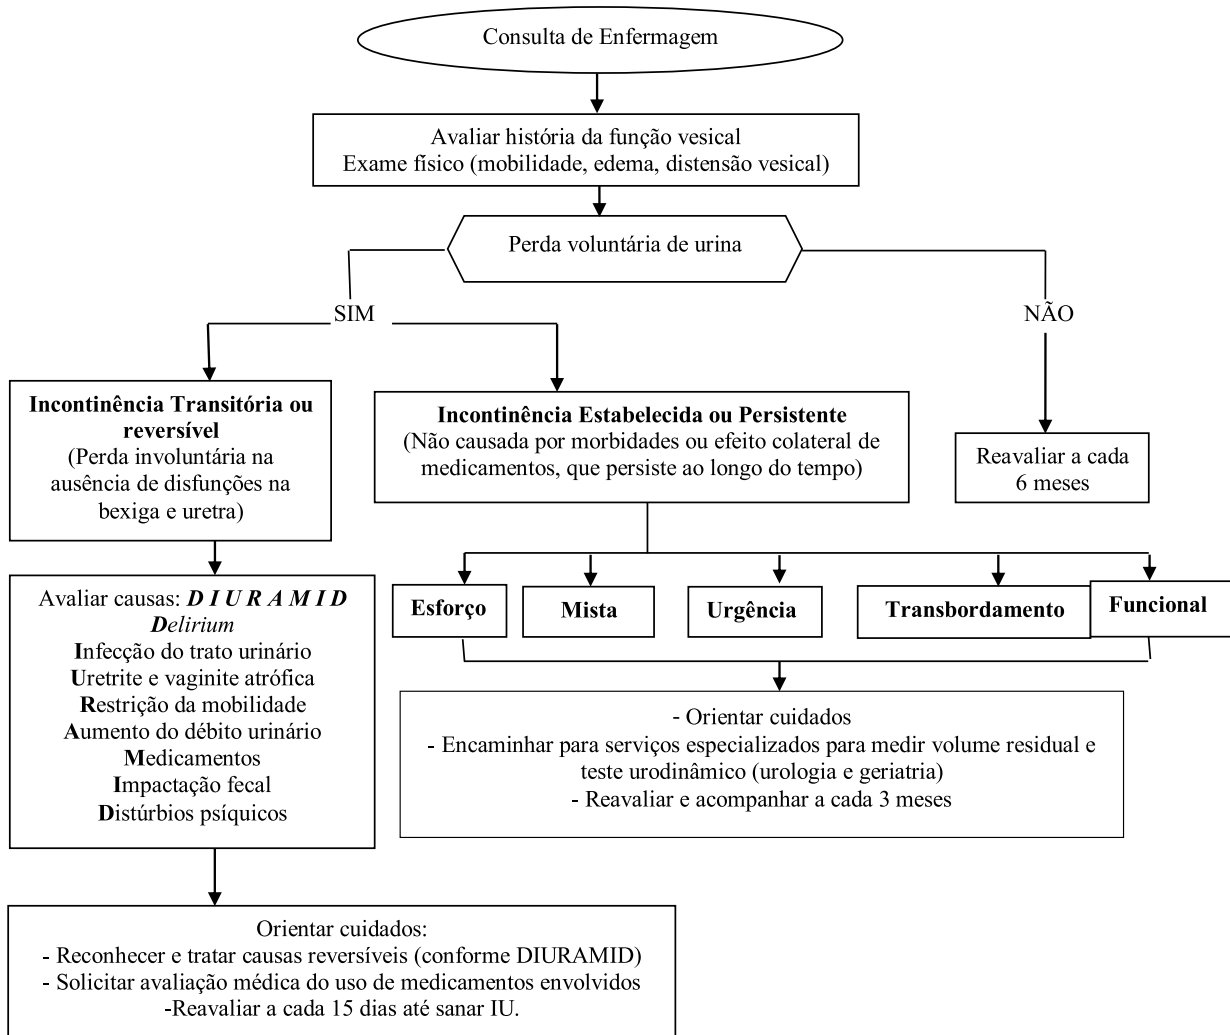 Consulta de Enfermagem
Avaliar história da função vesical
Exame físico (mobilidade, edema, distensão vesical)
Perda voluntária de urina
SIM
NÃO
Incontinência Transitória ou
reversível
(Perda involuntária na
ausência de disfunções na
bexiga e uretra)
Incontinência Estabelecida ou Persistente
(Não causada por morbidades ou efeito colateral de
medicamentos, que persiste ao longo do tempo)
Reavaliar a cada
6 meses
Avaliar causas: D I U R A M I D
Delirium
Infecção do trato urinário
Uretrite e vaginite atrófica
Restrição da mobilidade
Aumento do débito urinário
Medicamentos
Impactação fecal
Distúrbios psíquicos
Esforço
Mista
Urgência
Transbordamento
Funcional
- Orientar cuidados
- Encaminhar para serviços especializados para medir volume residual e
teste urodinâmico (urologia e geriatria)
- Reavaliar e acompanhar a cada 3 meses
Orientar cuidados:
- Reconhecer e tratar causas reversíveis (conforme DIURAMID)
- Solicitar avaliação médica do uso de medicamentos envolvidos
-Reavaliar a cada 15 dias até sanar IU.